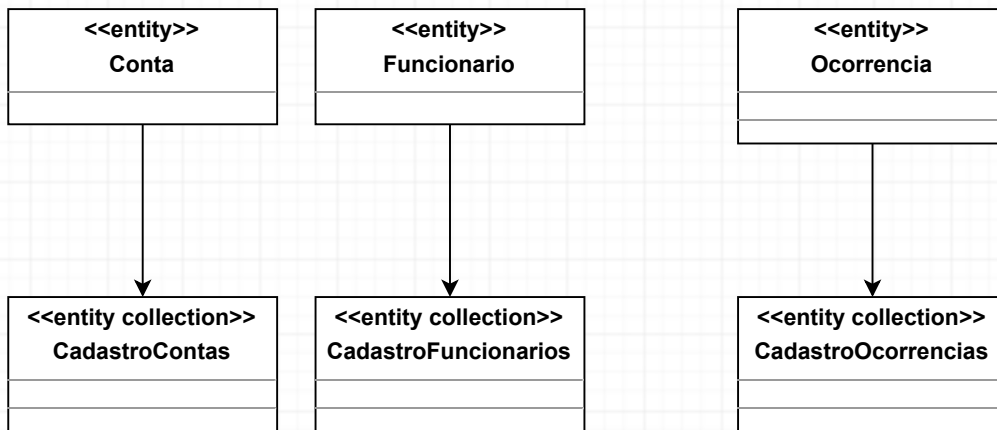 <<entity>>
Conta
<<entity>>
Funcionario
<<entity>>
Ocorrencia
<<entity collection>>
CadastroContas
<<entity collection>>
CadastroFuncionarios
<<entity collection>>
CadastroOcorrencias